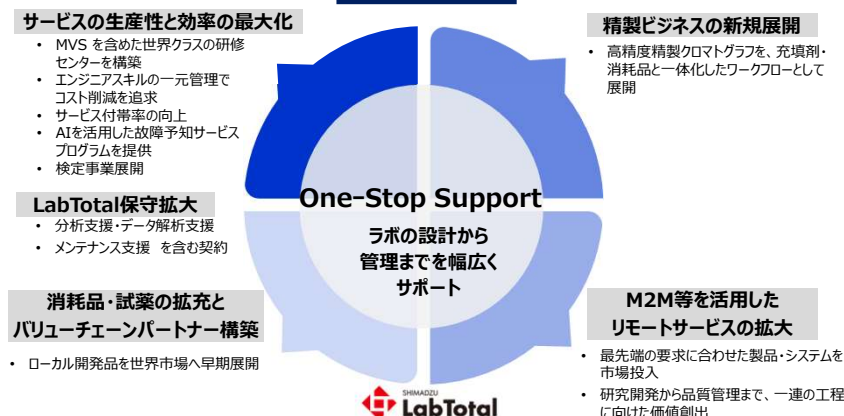 サービスの生産性と効率の最大化
• MVS を含めた世界クラスの研修
センターを構築
• エンジニアスキルの一元管理で
コスト削減を追求
• サービス付帯率の向上
• AIを活用した故障予知サービス
プログラムを提供
• 検定事業展開
LabTotal保守拡大
• 分析支援・データ解析支援
• メンテナンス支援 を含む契約
消耗品・試薬の拡充と
バリューチェーンパートナー構築
• ローカル開発品を世界市場へ早期展開
One-Stop Support
ラボの設計から
管理までを幅広く
サポート
精製ビジネスの新規展開
• 高精度精製クロマトグラフを、充填剤・
消耗品と一体化したワークフローとして
展開
M2M等を活用した
リモートサービスの拡大
• 最先端の要求に合わせた製品・システムを
市場投入
• 研究開発から品質管理まで、一連の工程
に向けた価値創出
SHIMADZU
LabTotal